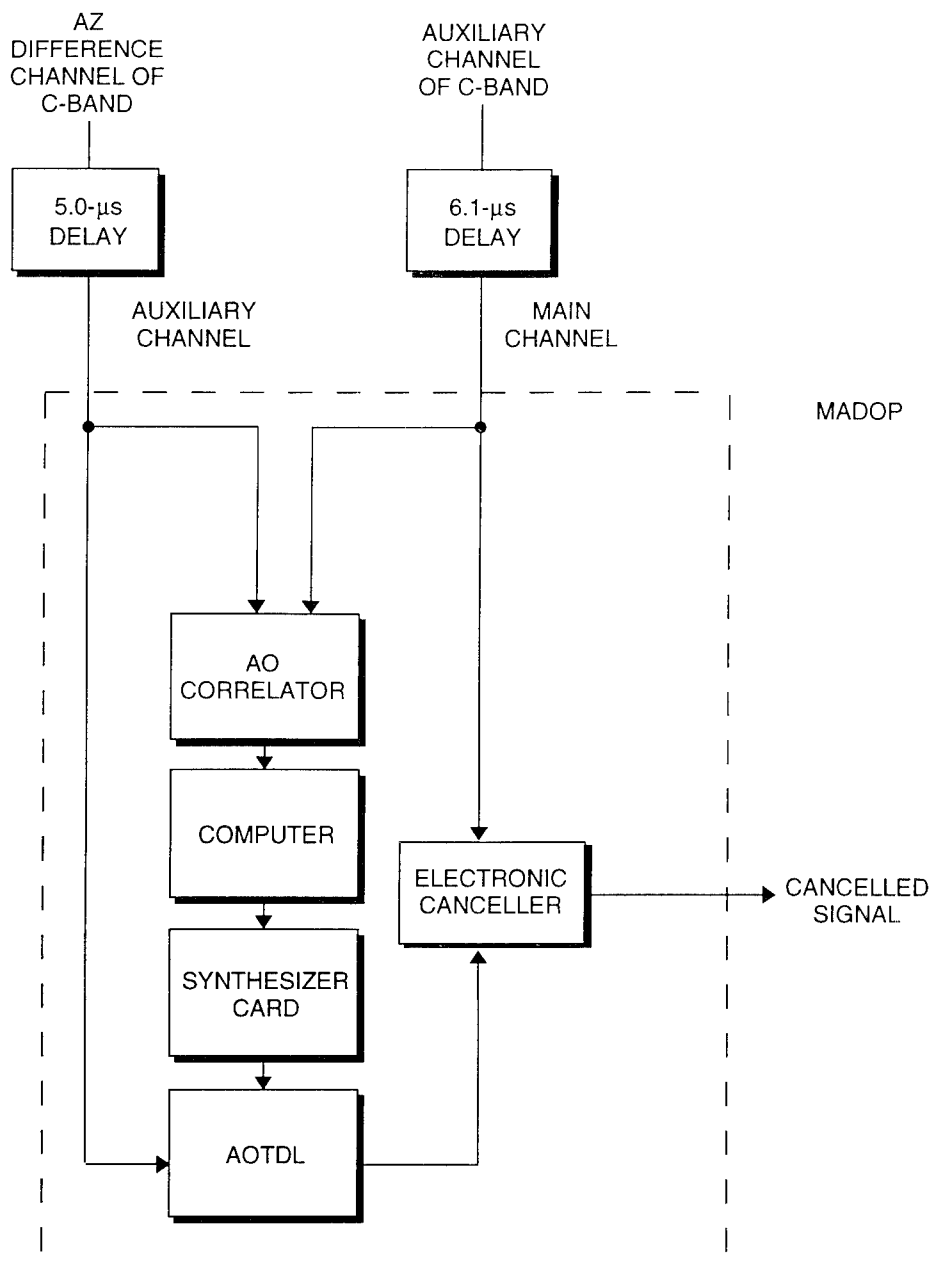 AZ
DIFFERENCE
CHANNEL OF
C-BAND
AUXILIARY
CHANNEL
OF C-BAND
5.0-μs
DELAY
6.1-μs
DELAY
AUXILIARY
CHANNEL
MAIN
CHANNEL
MADOP
AO
CORRELATOR
COMPUTER
ELECTRONIC
CANCELLER
CANCELLED
SIGNAL
SYNTHESIZER
CARD
AOTDL